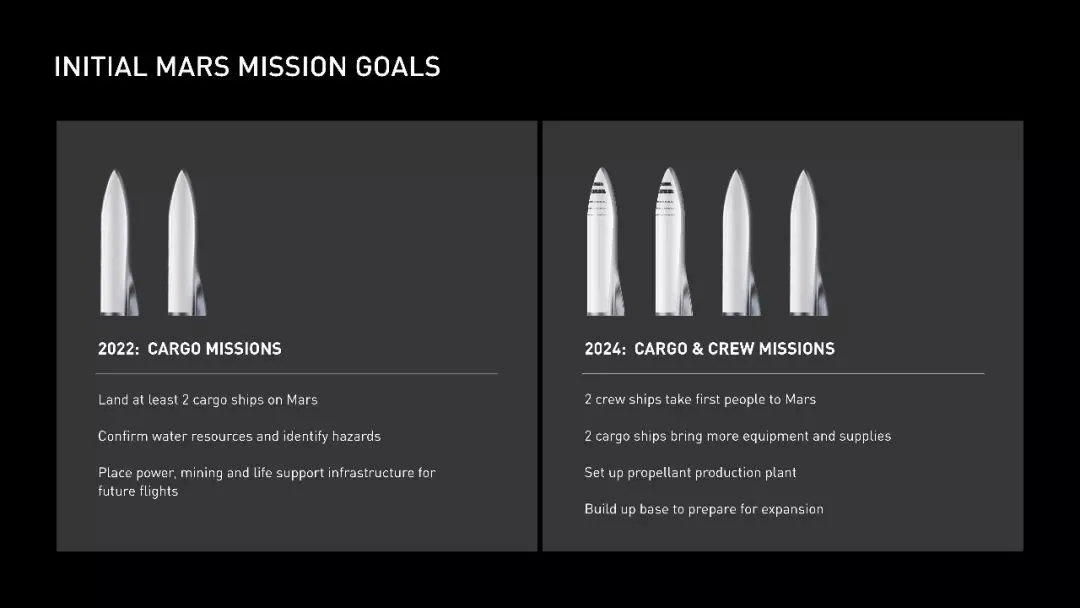 INITIAL MARS MISSION GOALS
2022: CARGO MISSIONS
Land at least 2 cargo ships on Mars
Confirm water resources and identify hazards
Place power, mining and life support infrastructure for
future flights
2024: CARGO & CREW MISSIONS
2 crew ships take first people to Mars
2 cargo ships bring more equipment and supplies
Set up propellant production plant
Build up base to prepare for expansion